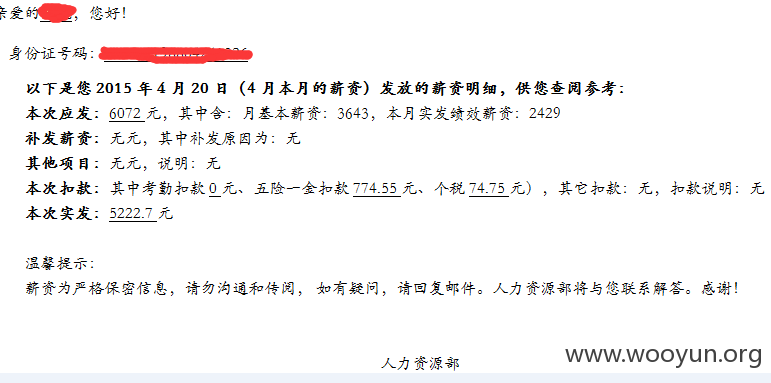 亲爱的，您好！
身份证号码：
以下是您 2015 年 4 月 20 日（4 月本月的薪资）发放的薪资明细，供您查阅参考：
本次应发：6072 元，其中含：月基本薪资：3643，本月实发绩效薪资：2429
补发薪资：无元，其中补发原因为：无
其他项目：无元，说明：无
本次扣款：其中考勤扣款 0 元、五险一金扣款 774.55 元、个税 74.75 元），其它扣款：无，扣款说明：无
本次实发：5222.7 元
温馨提示：
薪资为严格保密信息，请勿沟通和传阅， 如有疑问，请回复邮件。人力资源部将与您联系解答。感谢！
人力资源部
www.wooyun.org